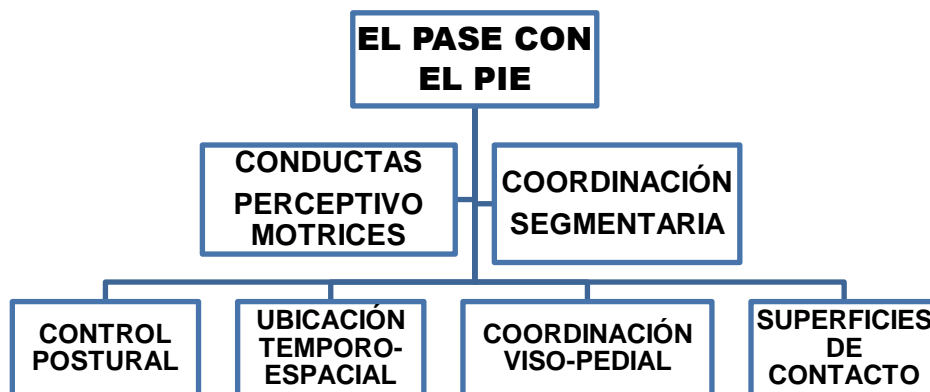 EL PASE CON
EL PIE
CONDUCTAS
PERCEPTIVO
MOTRICES
COORDINACIÓN
SEGMENTARIA
CONTROL
POSTURAL
UBICACIÓN
TEMPORO-
ESPACIAL
COORDINACIÓN
VISO-PEDIAL
SUPERFICIES
DE
CONTACTO